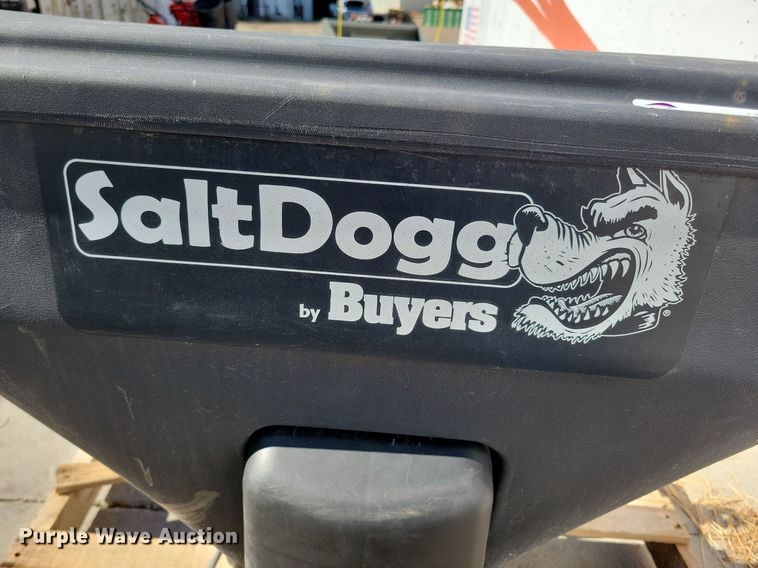 SaltDogg
by Buyers
®
Purple Wave Auction